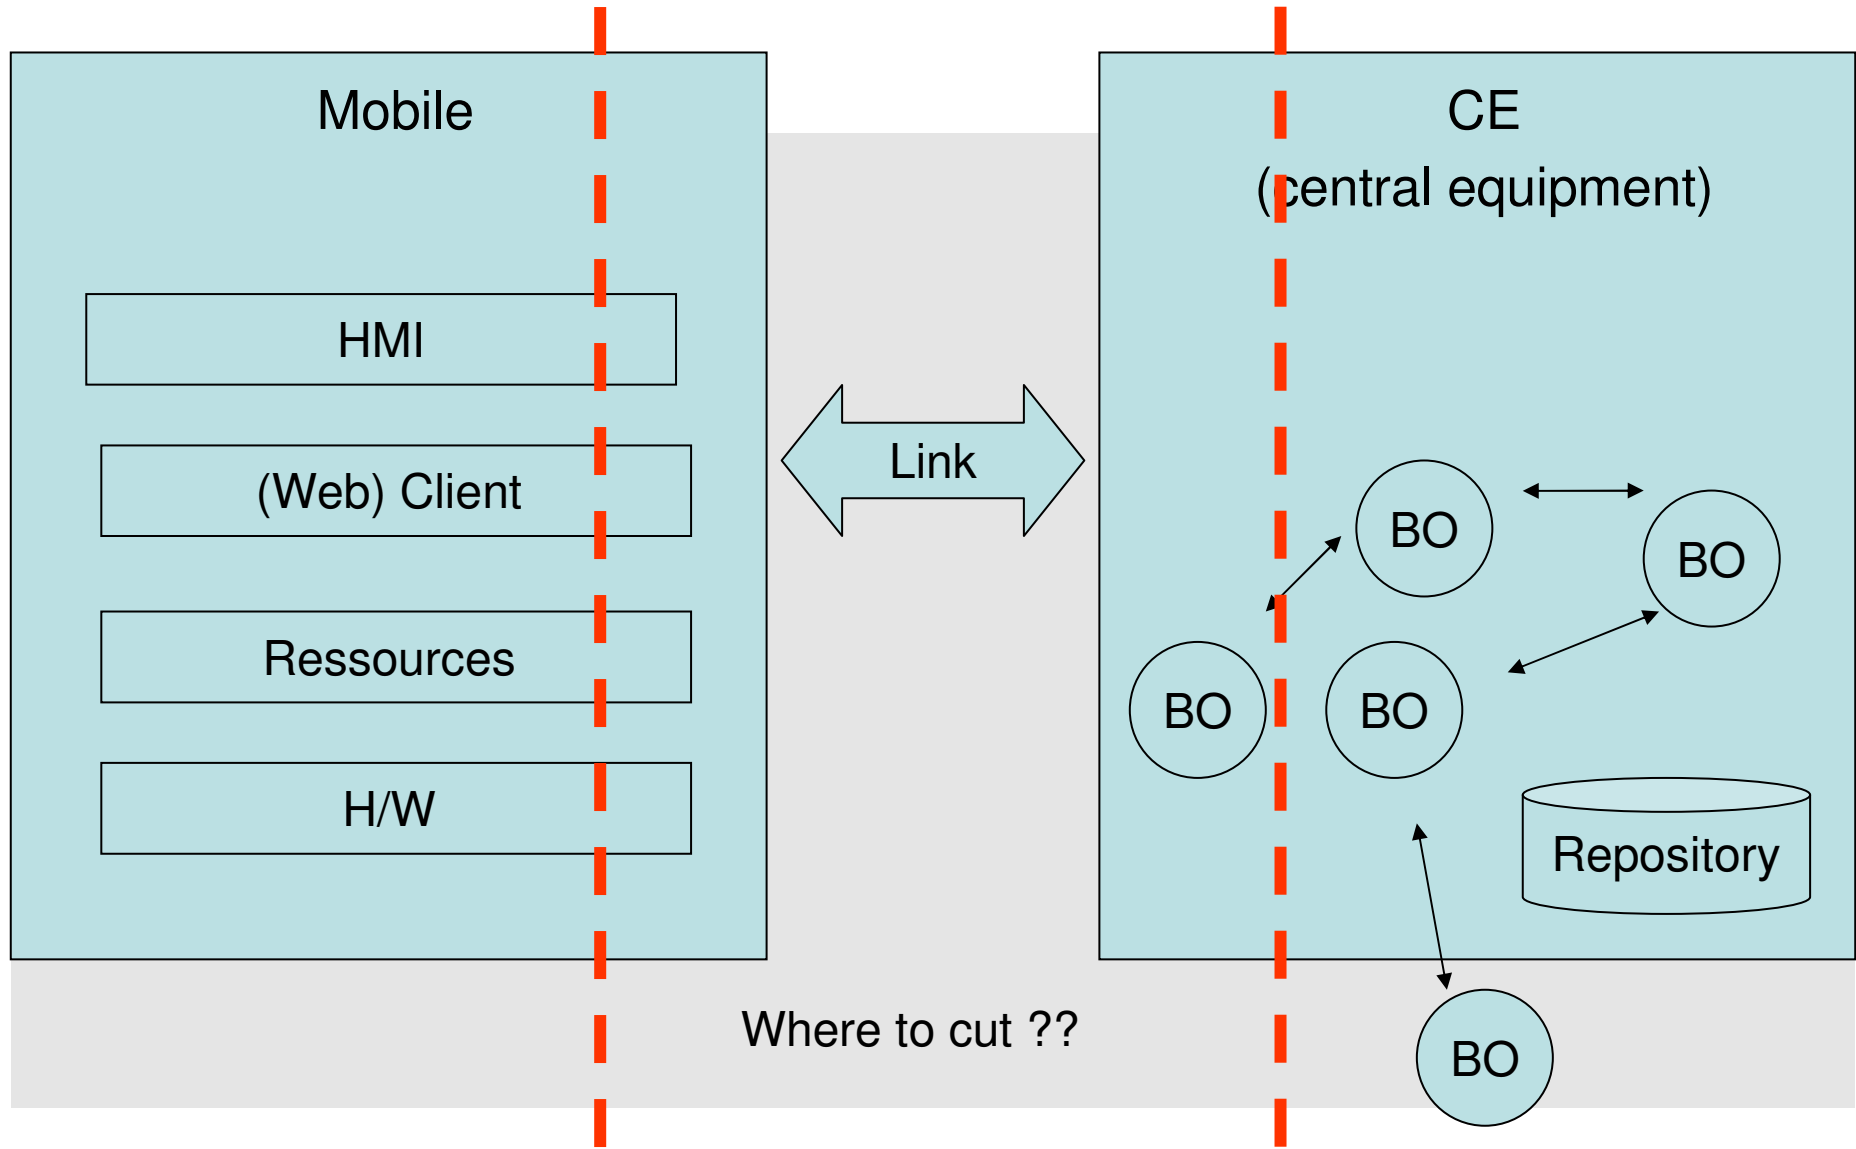 Mobile
HMI
(Web) Client
Ressources
H/W
Link
CE
(central equipment)
BO
BO
BO
BO
Repository
Where to cut ??
BO